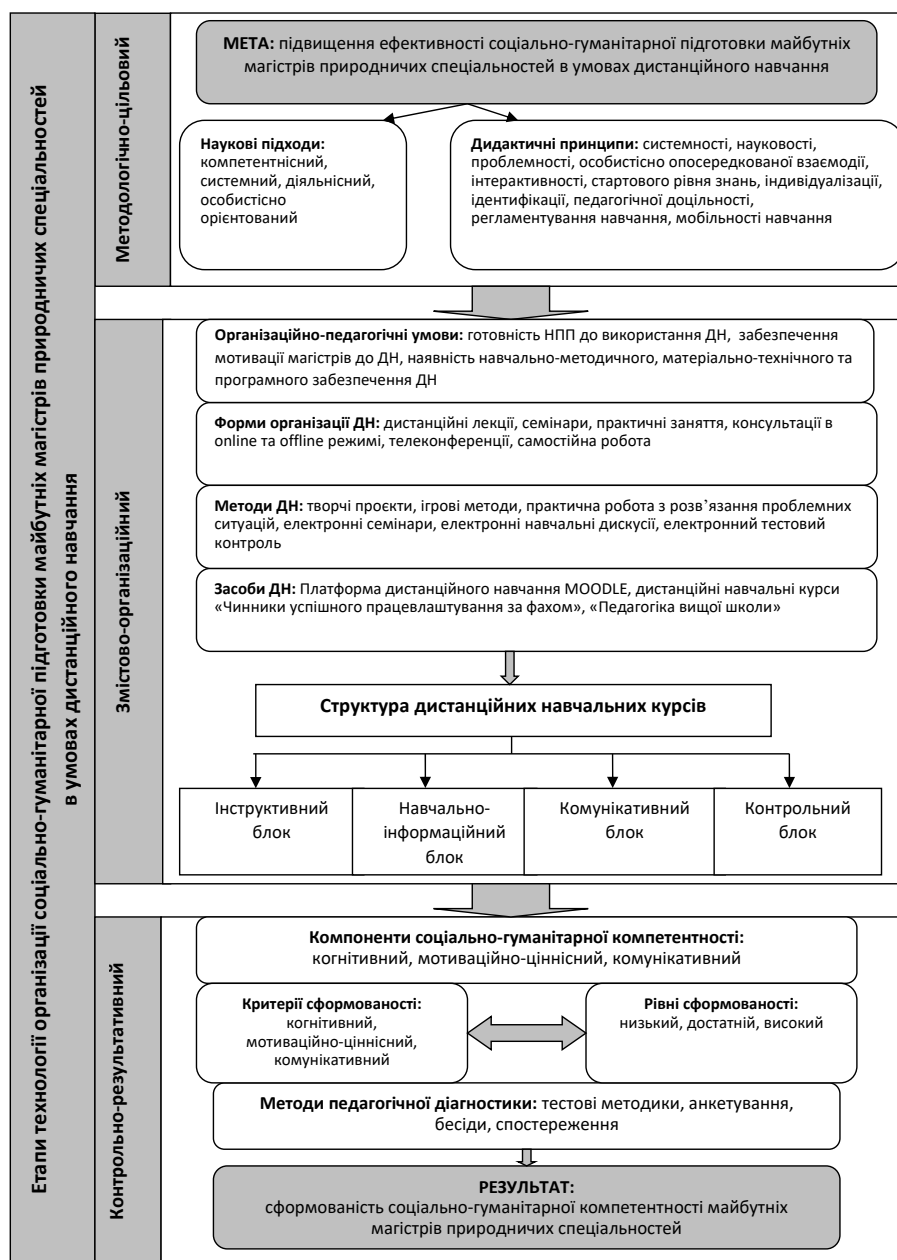 Етапи технології організації соціально-гуманітарної підготовки майбутніх магістрів природничих спеціальностей
в умовах дистанційного навчання
Методологічно-цільовий
МЕТА: підвищення ефективності соціально-гуманітарної підготовки майбутніх
магістрів природничих спеціальностей в умовах дистанційного навчання
Наукові підходи:
компетентнісний,
системний, діяльнісний,
особистісно
орієнтований
Дидактичні принципи: системності, науковості,
проблемності, особистісно опосередкованої взаємодії,
інтерактивності, стартового рівня знань, індивідуалізації,
ідентифікації, педагогічної доцільності,
регламентування навчання, мобільності навчання
Змістово-організаційний
Організаційно-педагогічні умови: готовність НПП до використання ДН, забезпечення
мотивації магістрів до ДН, наявність навчально-методичного, матеріально-технічного та
програмного забезпечення ДН
Форми організації ДН: дистанційні лекції, семінари, практичні заняття, консультації в
online та offline режимі, телеконференції, самостійна робота
Методи ДН: творчі проєкти, ігрові методи, практична робота з розв’язання проблемних
ситуацій, електронні семінари, електронні навчальні дискусії, електронний тестовий
контроль
Засоби ДН: Платформа дистанційного навчання MOODLE, дистанційні навчальні курси
«Чинники успішного працевлаштування за фахом», «Педагогіка вищої школи»
Структура дистанційних навчальних курсів
Інструктивний
блок
Навчально-
інформаційний
блок
Комунікативний
блок
Контрольний
блок
Контрольно-результативний
Компоненти соціально-гуманітарної компетентності:
когнітивний, мотиваційно-ціннісний, комунікативний
Критерії сформованості:
когнітивний,
мотиваційно-ціннісний,
комунікативний
Рівні сформованості:
низький, достатній, високий
Методи педагогічної діагностики: тестові методики, анкетування,
бесіди, спостереження
РЕЗУЛЬТАТ:
сформованість соціально-гуманітарної компетентності майбутніх
магістрів природничих спеціальностей